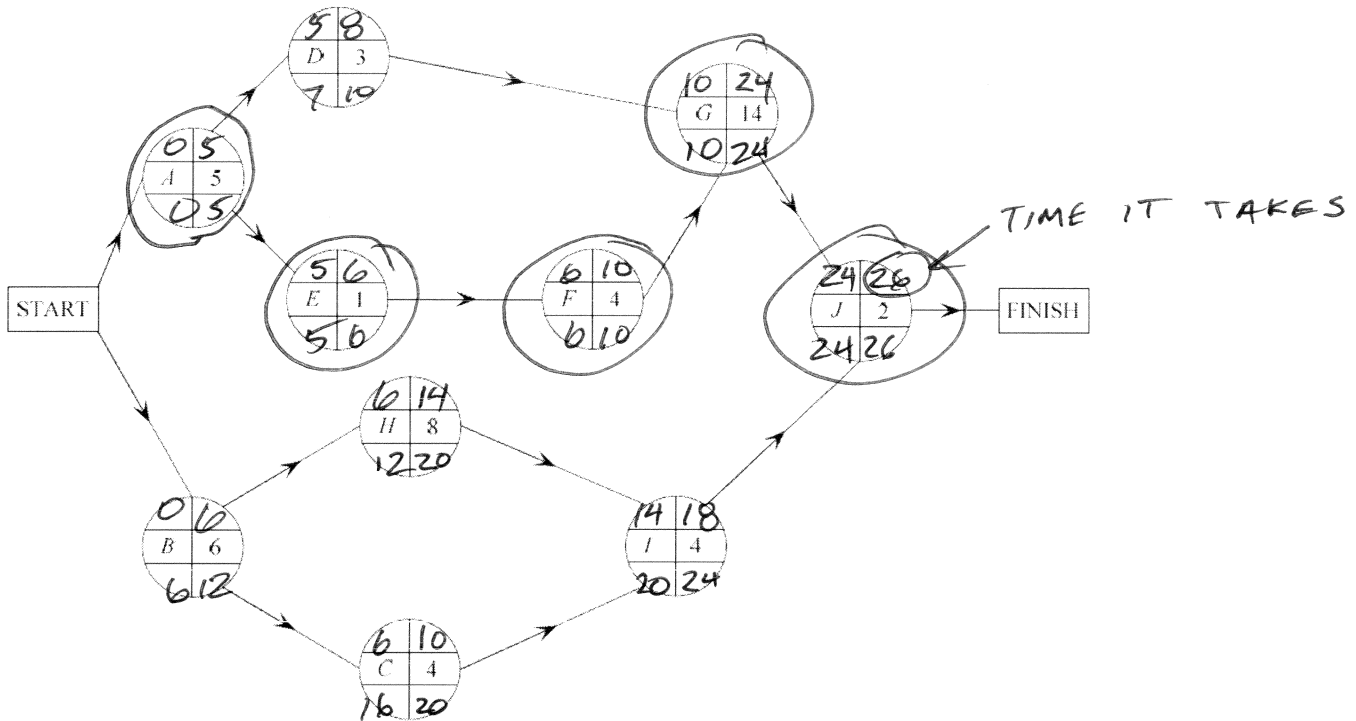 5 8
D 3
7 10
10 24
G 14
10 24
0 5
A 5
0 5
TIME IT TAKES
5 6
E 1
5 6
6 10
F 4
6 10
24 26
J 2
24 26
START
FINISH
6 14
H 8
12 20
0 6
B 6
6 12
14 18
I 4
20 24
6 10
C 4
16 20